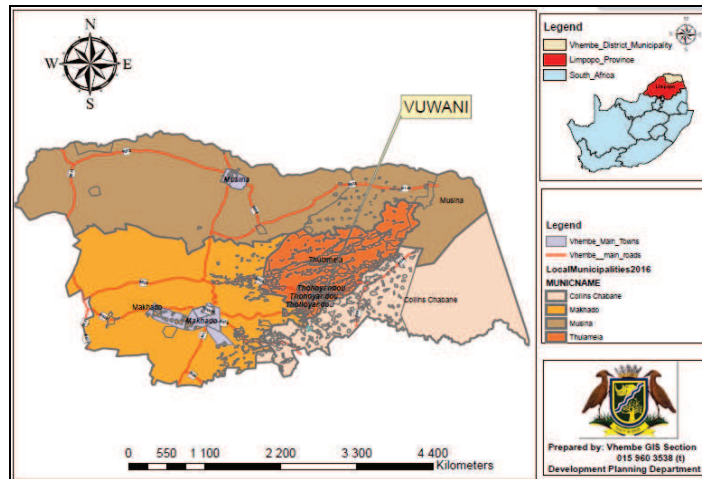 N
W E
S
VUWANI
Musina
Musina
Thulamela
Thohoyandou
Thohoyandou
Thohoyandou
Makhado
Makhado
Collins Chabane
0 550 1 100 2 200 3 300 4 400
Kilometers
Legend
Vhembe_District_Municipality
Limpopo_Province
South_Africa
Limpopo
Legend
Vhembe_Main_Towns
Vhembe__main_roads
LocalMunicipalities2016
MUNICNAME
Collins Chabane
Makhado
Musina
Thulamela
Prepared by: Vhembe GIS Section
015 960 3538 (t)
Development Planning Department